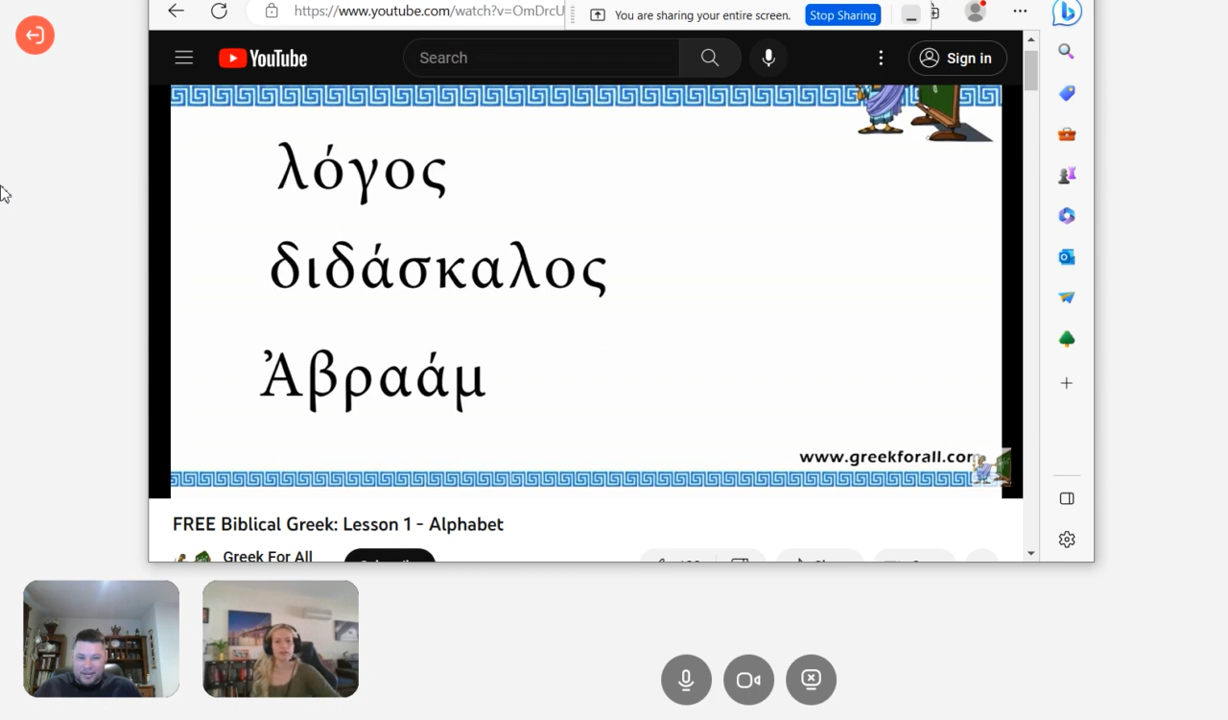 https://www.youtube.com/watch?v=OmDrcU
You are sharing your entire screen.
Stop Sharing
YouTube
Search
Sign in
λόγος
διδάσκαλος
Ἀβραάμ
www.greekforall.com
FREE Biblical Greek: Lesson 1 - Alphabet
Greek For All